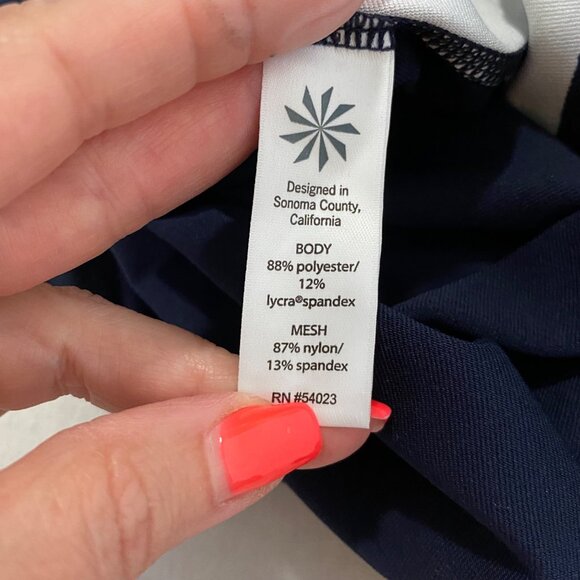 Designed in
Sonoma County,
California
BODY
88% polyester/
12%
lycra®spandex
MESH
87% nylon/
13% spandex
RN #54023